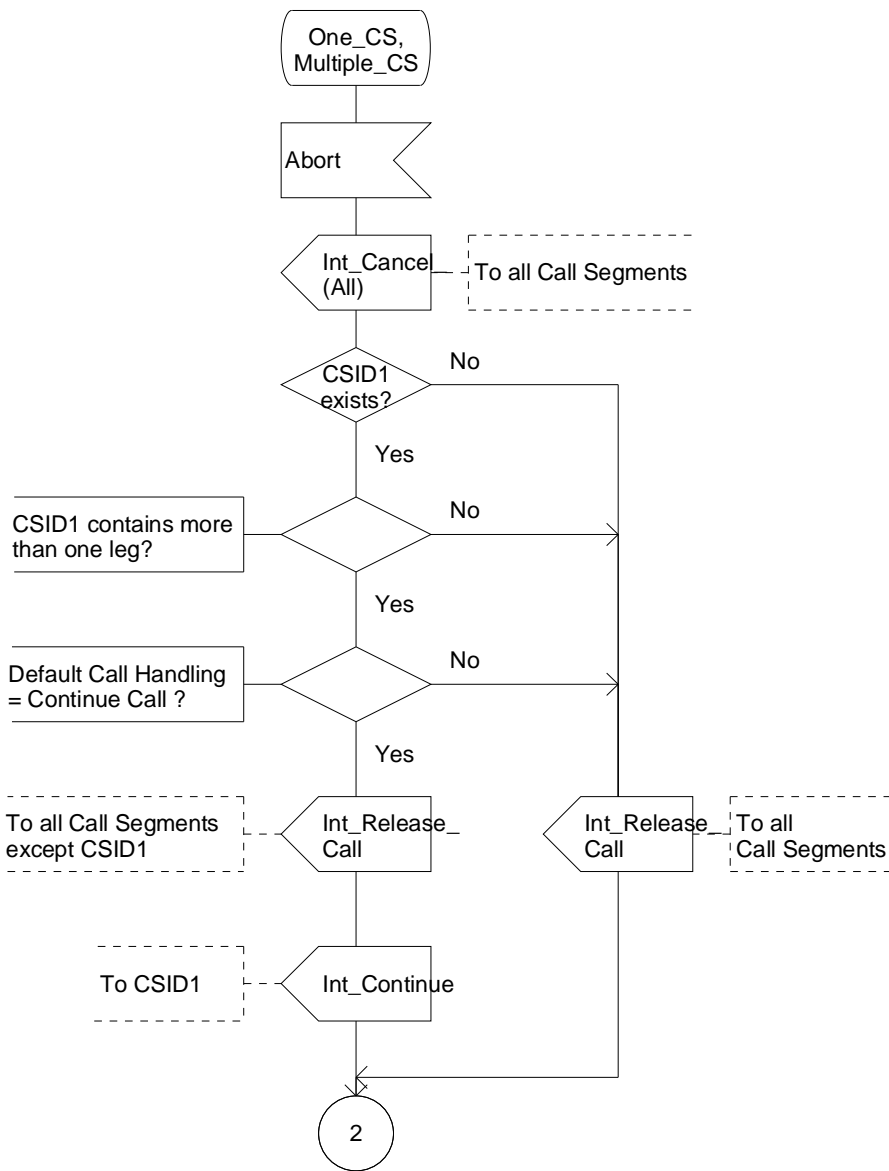 One_CS,
Multiple_CS
Abort
Int_Cancel_
(All)
To all Call Segments
CSID1
exists?
No
Yes
CSID1 contains more
than one leg?
No
Yes
Default Call Handling
= Continue Call ?
No
Yes
To all Call Segments
except CSID1
Int_Release_
Call
Int_Release_
Call
To all
Call Segments
To CSID1
Int_Continue
2